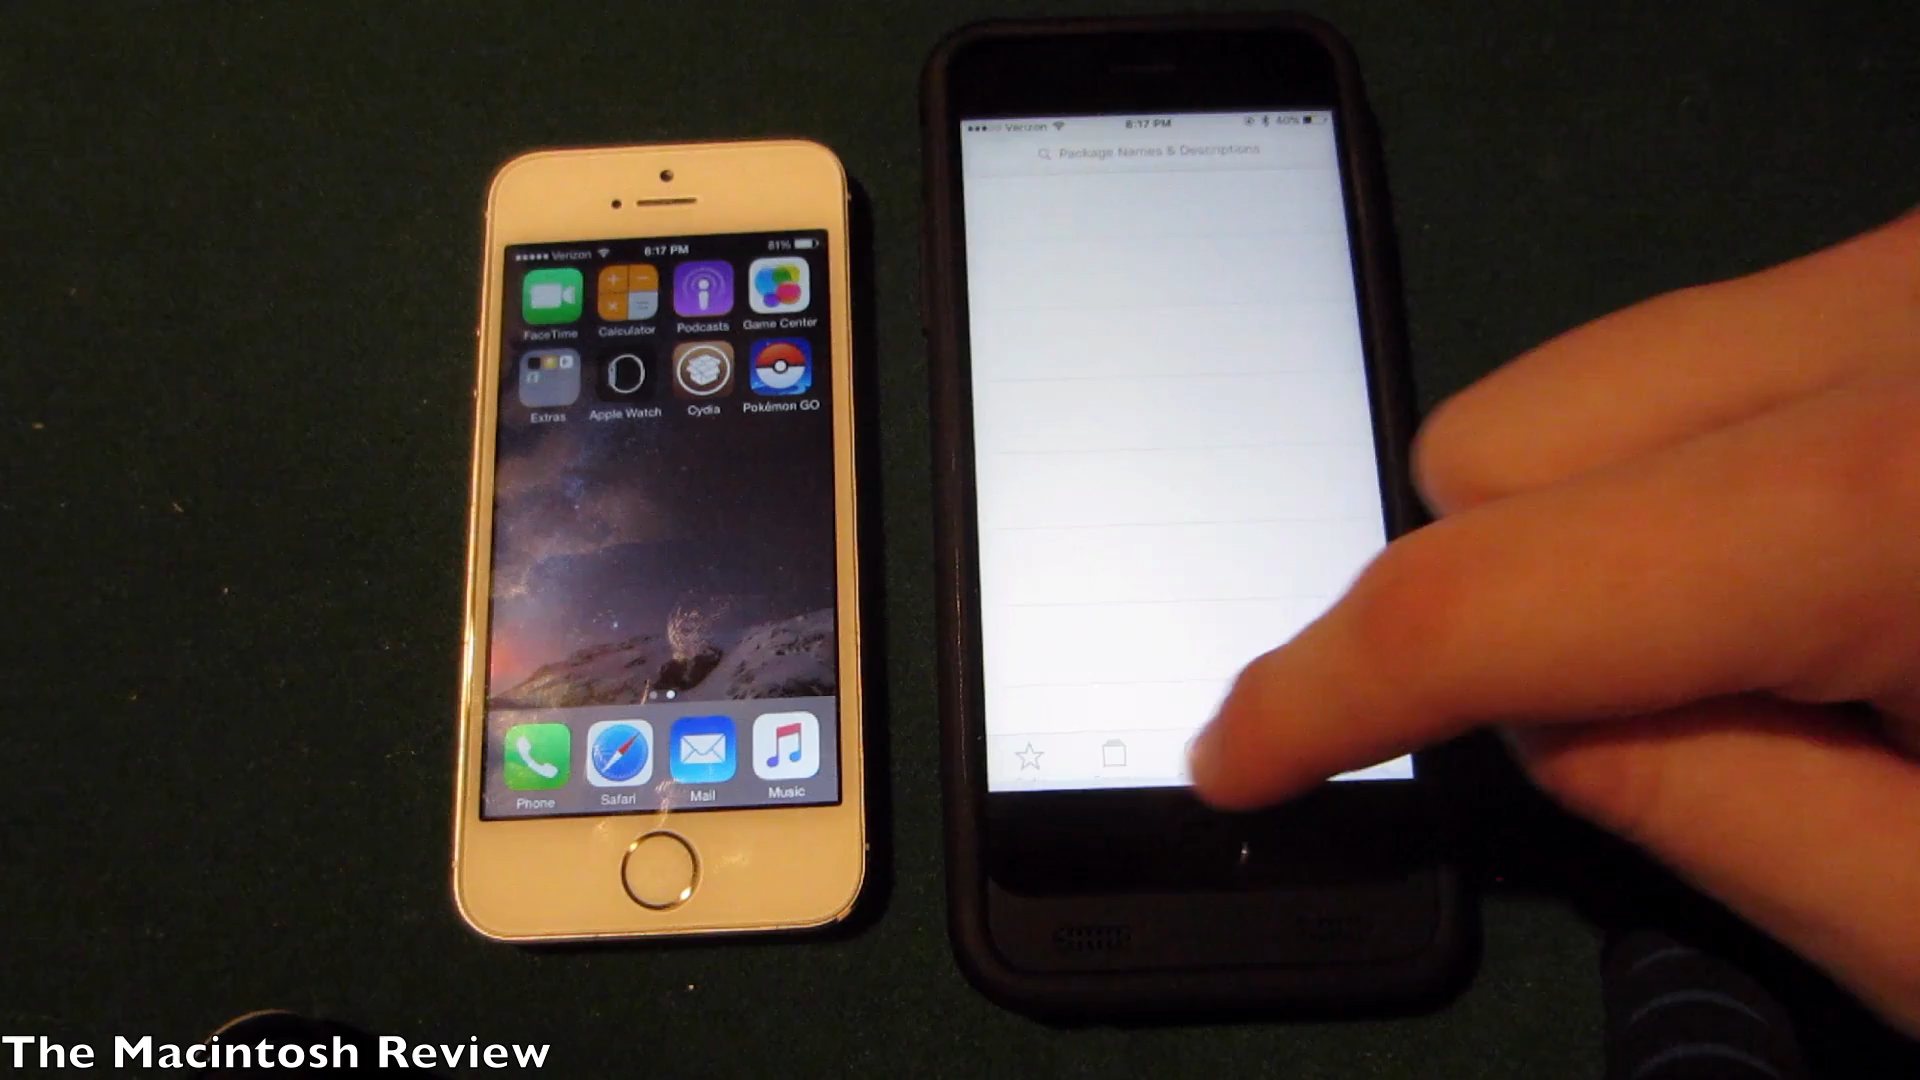 Verizon 8:17 PM 81%
FaceTime Calculator Podcasts Game Center
Extras Apple Watch Cydia Pokémon GO
Phone Safari Mail Music
Verizon 8:17 PM 40%
Package Names & Descriptions
The Macintosh Review